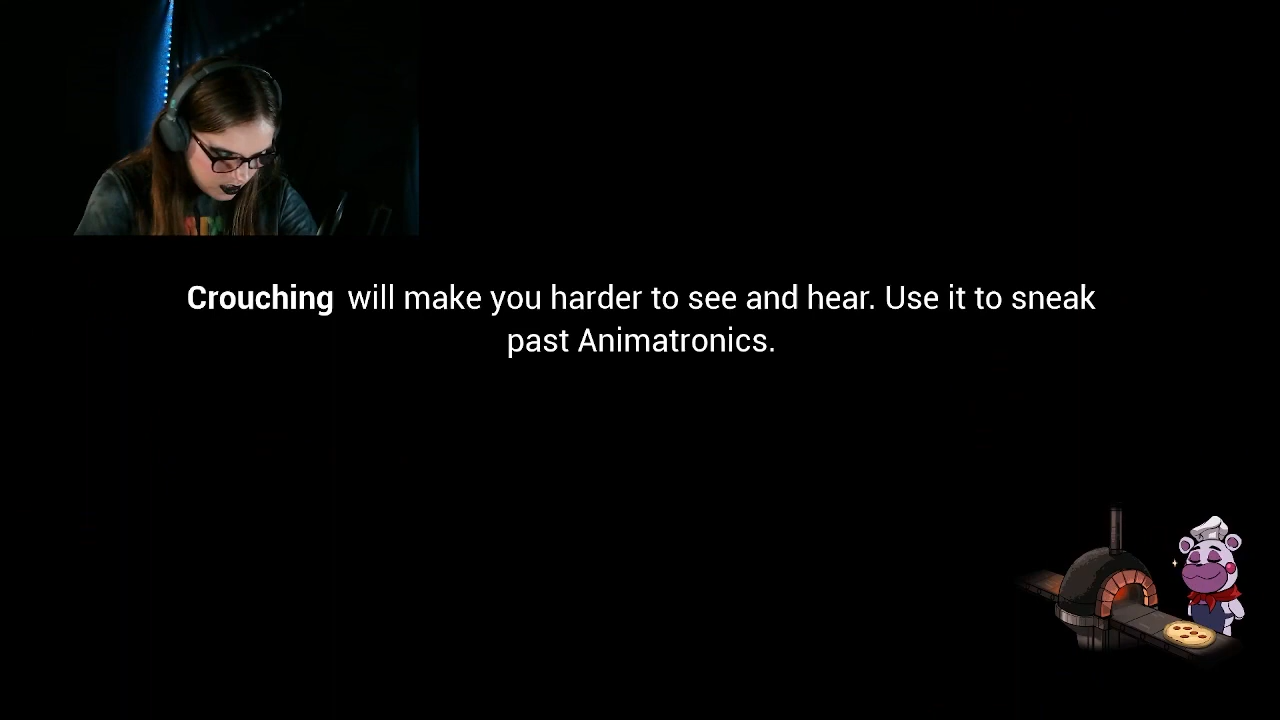 Crouching will make you harder to see and hear. Use it to sneak
past Animatronics.